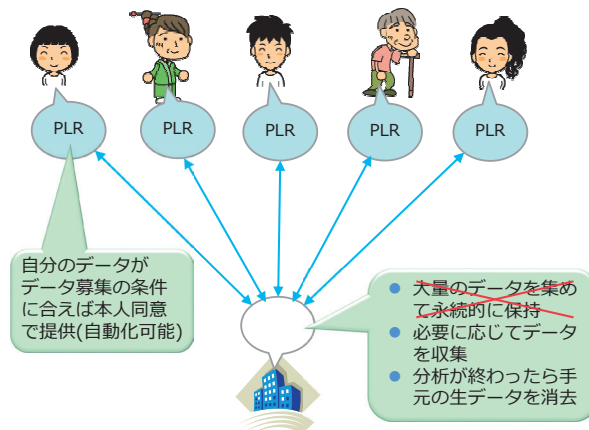 PLR
PLR
PLR
PLR
PLR
自分のデータが
データ募集の条件
に合えば本人同意
で提供(自動化可能)
大量のデータを集め
て永続的に保持
必要に応じてデータ
を収集
分析が終わったら手
元の生データを消去